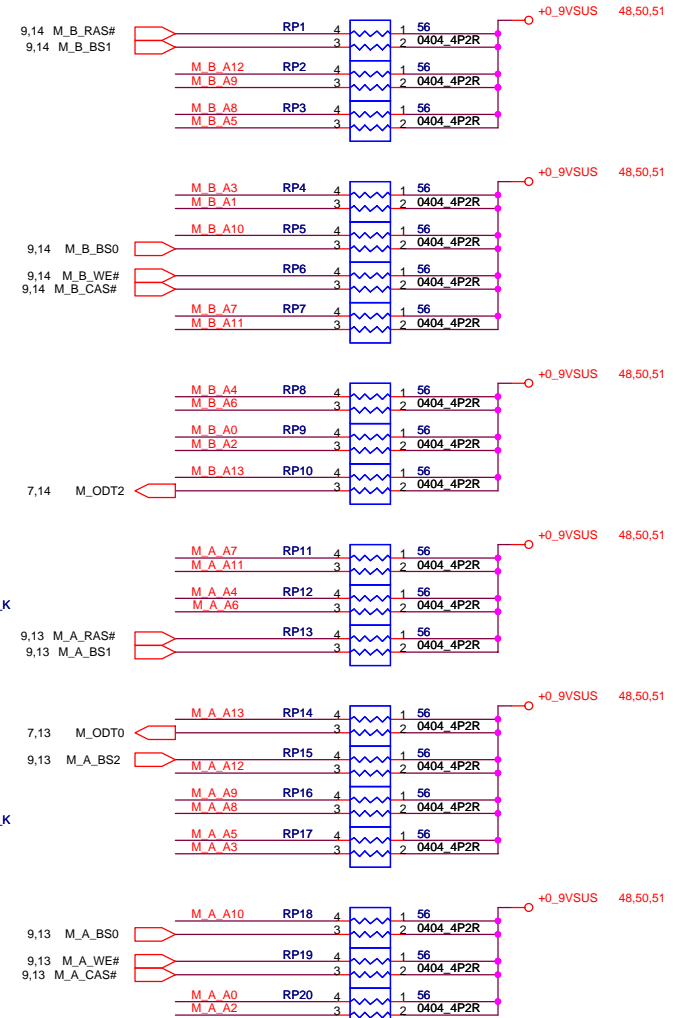 +0_9VSUS 48,50,51
9,14 M_B_RAS# RP1 4 1 56
9,14 M_B_BS1 3 2 0404_4P2R
M_B_A12 RP2 4 1 56
M_B_A9 3 2 0404_4P2R
M_B_A8 RP3 4 1 56
M_B_A5 3 2 0404_4P2R
+0_9VSUS 48,50,51
M_B_A3 RP4 4 1 56
M_B_A1 3 2 0404_4P2R
M_B_A10 RP5 4 1 56
9,14 M_B_BS0 3 2 0404_4P2R
9,14 M_B_WE# RP6 4 1 56
9,14 M_B_CAS# 3 2 0404_4P2R
M_B_A7 RP7 4 1 56
M_B_A11 3 2 0404_4P2R
+0_9VSUS 48,50,51
M_B_A4 RP8 4 1 56
M_B_A6 3 2 0404_4P2R
M_B_A0 RP9 4 1 56
M_B_A2 3 2 0404_4P2R
M_B_A13 RP10 4 1 56
7,14 M_ODT2 3 2 0404_4P2R
+0_9VSUS 48,50,51
M_A_A7 RP11 4 1 56
M_A_A11 3 2 0404_4P2R
M_A_A4 RP12 4 1 56
_K M_A_A6 3 2 0404_4P2R
9,13 M_A_RAS# RP13 4 1 56
9,13 M_A_BS1 3 2 0404_4P2R
+0_9VSUS 48,50,51
M_A_A13 RP14 4 1 56
7,13 M_ODT0 3 2 0404_4P2R
9,13 M_A_BS2 RP15 4 1 56
M_A_A12 3 2 0404_4P2R
M_A_A9 RP16 4 1 56
M_A_A8 3 2 0404_4P2R
_K
M_A_A5 RP17 4 1 56
M_A_A3 3 2 0404_4P2R
+0_9VSUS 48,50,51
M_A_A10 RP18 4 1 56
9,13 M_A_BS0 3 2 0404_4P2R
9,13 M_A_WE# RP19 4 1 56
9,13 M_A_CAS# 3 2 0404_4P2R
M_A_A0 RP20 4 1 56
M_A_A2 3 2 0404_4P2R